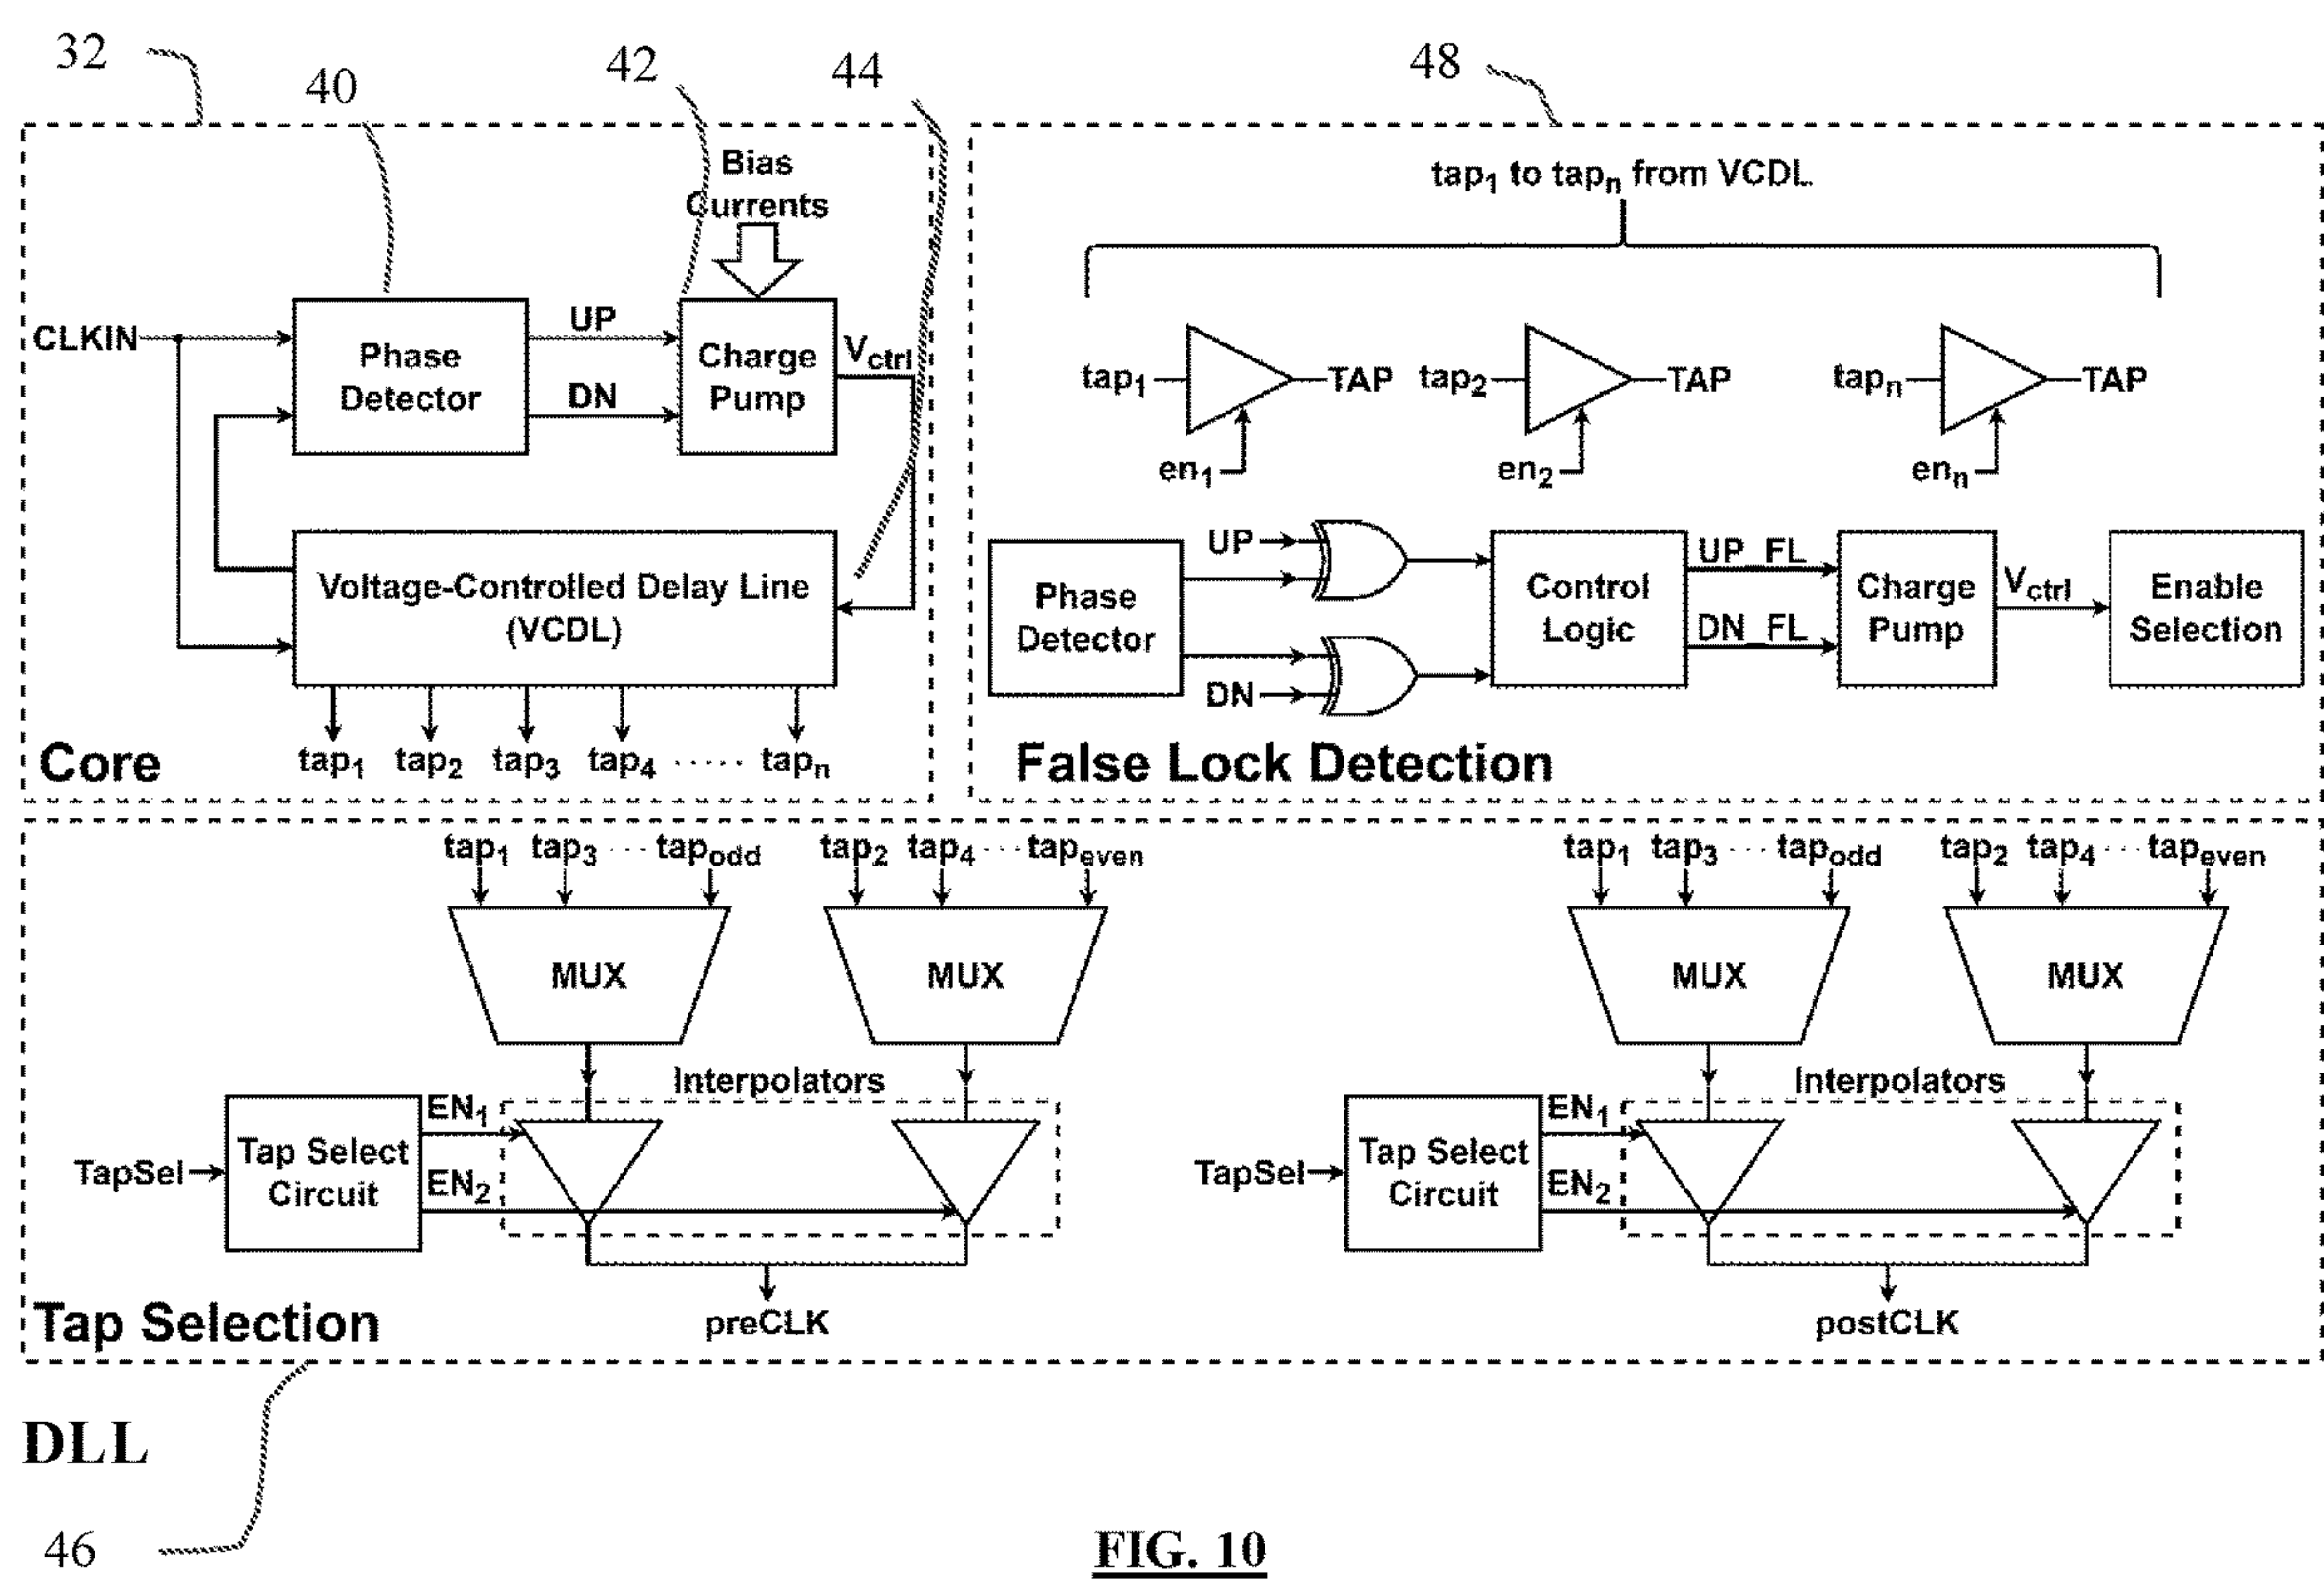 32
40
42
44
48
Bias
Currents
CLKIN
Phase
Detector
UP
DN
Charge
Pump
Vctrl
Voltage-Controlled Delay Line
(VCDL)
tap1 tap2 tap3 tap4 ····· tapn
Core
tap1 to tapn from VCDL
tap1 TAP tap2 TAP tapn TAP
en1 en2 enn
Phase
Detector
UP
DN
Control
Logic
UP_FL
DN_FL
Charge
Pump
Vctrl
Enable
Selection
False Lock Detection
tap1 tap3 ··· tapodd tap2 tap4 ··· tapeven
MUX MUX
Interpolators
TapSel
Tap Select
Circuit
EN1
EN2
preCLK
tap1 tap3 ··· tapodd tap2 tap4 ··· tapeven
MUX MUX
Interpolators
TapSel
Tap Select
Circuit
EN1
EN2
postCLK
Tap Selection
DLL
46
FIG. 10